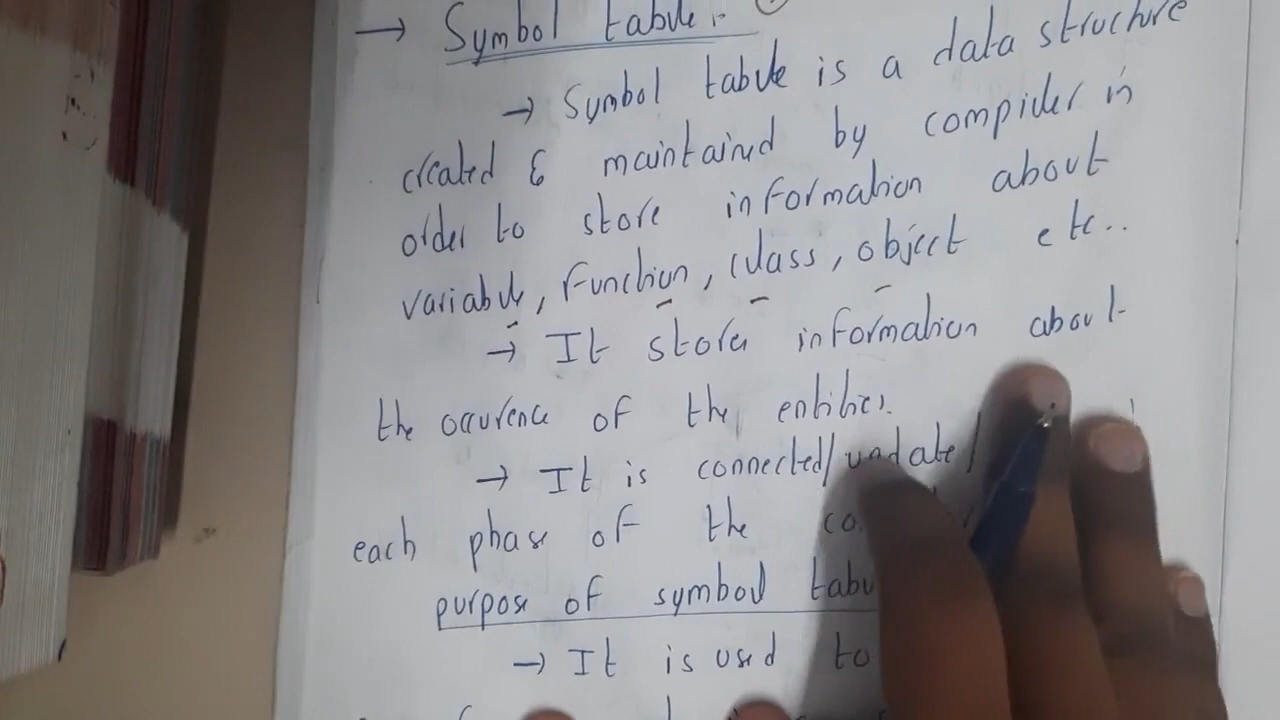 → Symbol table:-
→ Symbol table is a data structure
created & maintained by compiler in
order to store information about
variable, function, class, object etc..
→ It store information about
the occurence of the entities.
→ It is connected/update/
each phase of the
purpose of symbol
→ It is used to